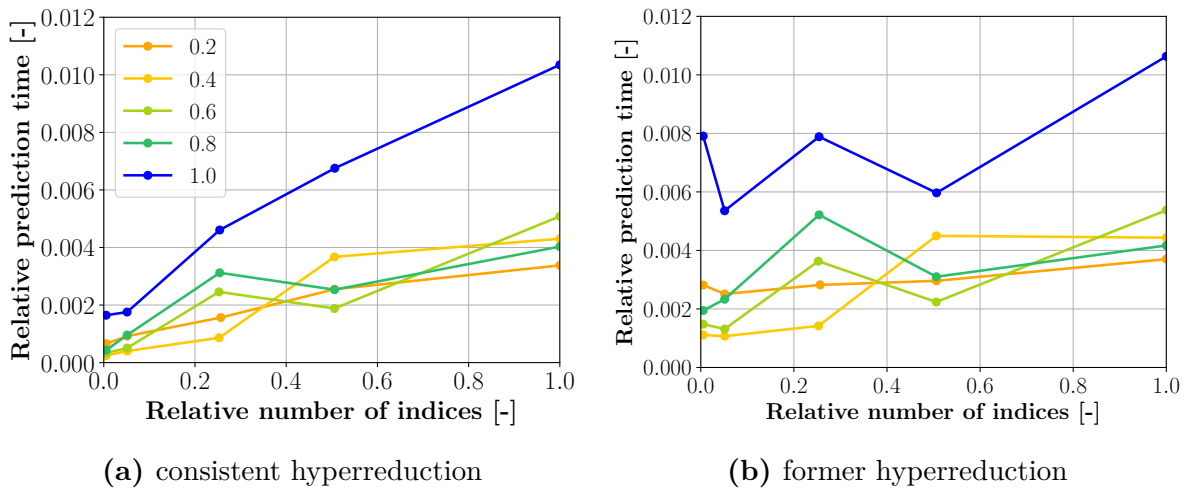 0.012
0.010
0.008
0.006
0.004
0.002
0.000
Relative prediction time [-]
0.2
0.4
0.6
0.8
1.0
0.0 0.2 0.4 0.6 0.8 1.0
Relative number of indices [-]
(a) consistent hyperreduction
0.012
0.010
0.008
0.006
0.004
0.002
0.000
Relative prediction time [-]
0.0 0.2 0.4 0.6 0.8 1.0
Relative number of indices [-]
(b) former hyperreduction